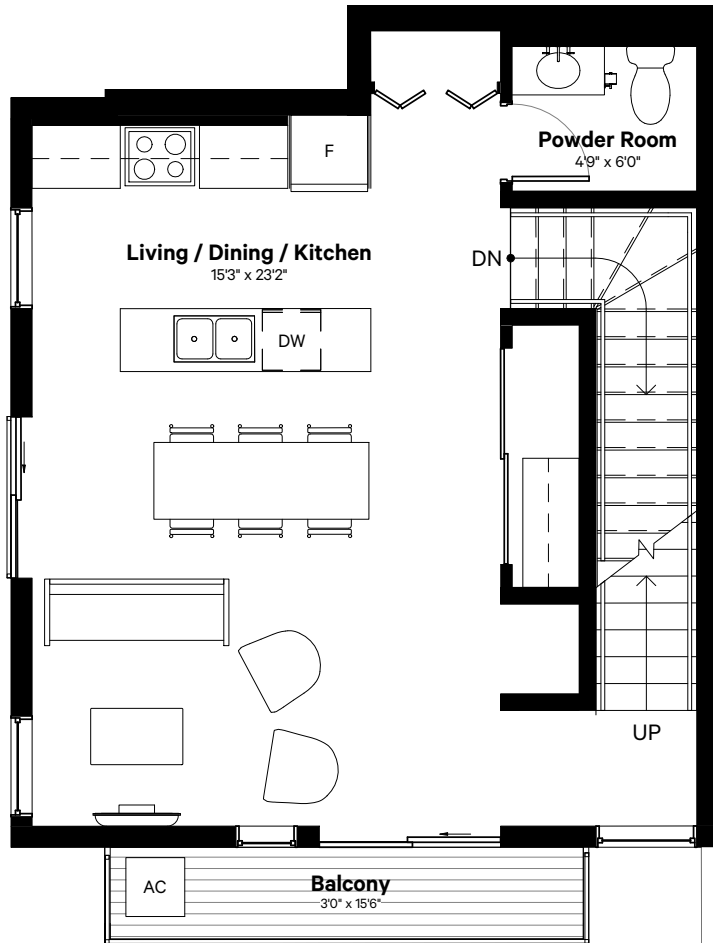 F
Powder Room
4'9" x 6'0"
Living / Dining / Kitchen
15'3" x 23'2"
DN
DW
UP
AC
Balcony
3'0" x 15'6"